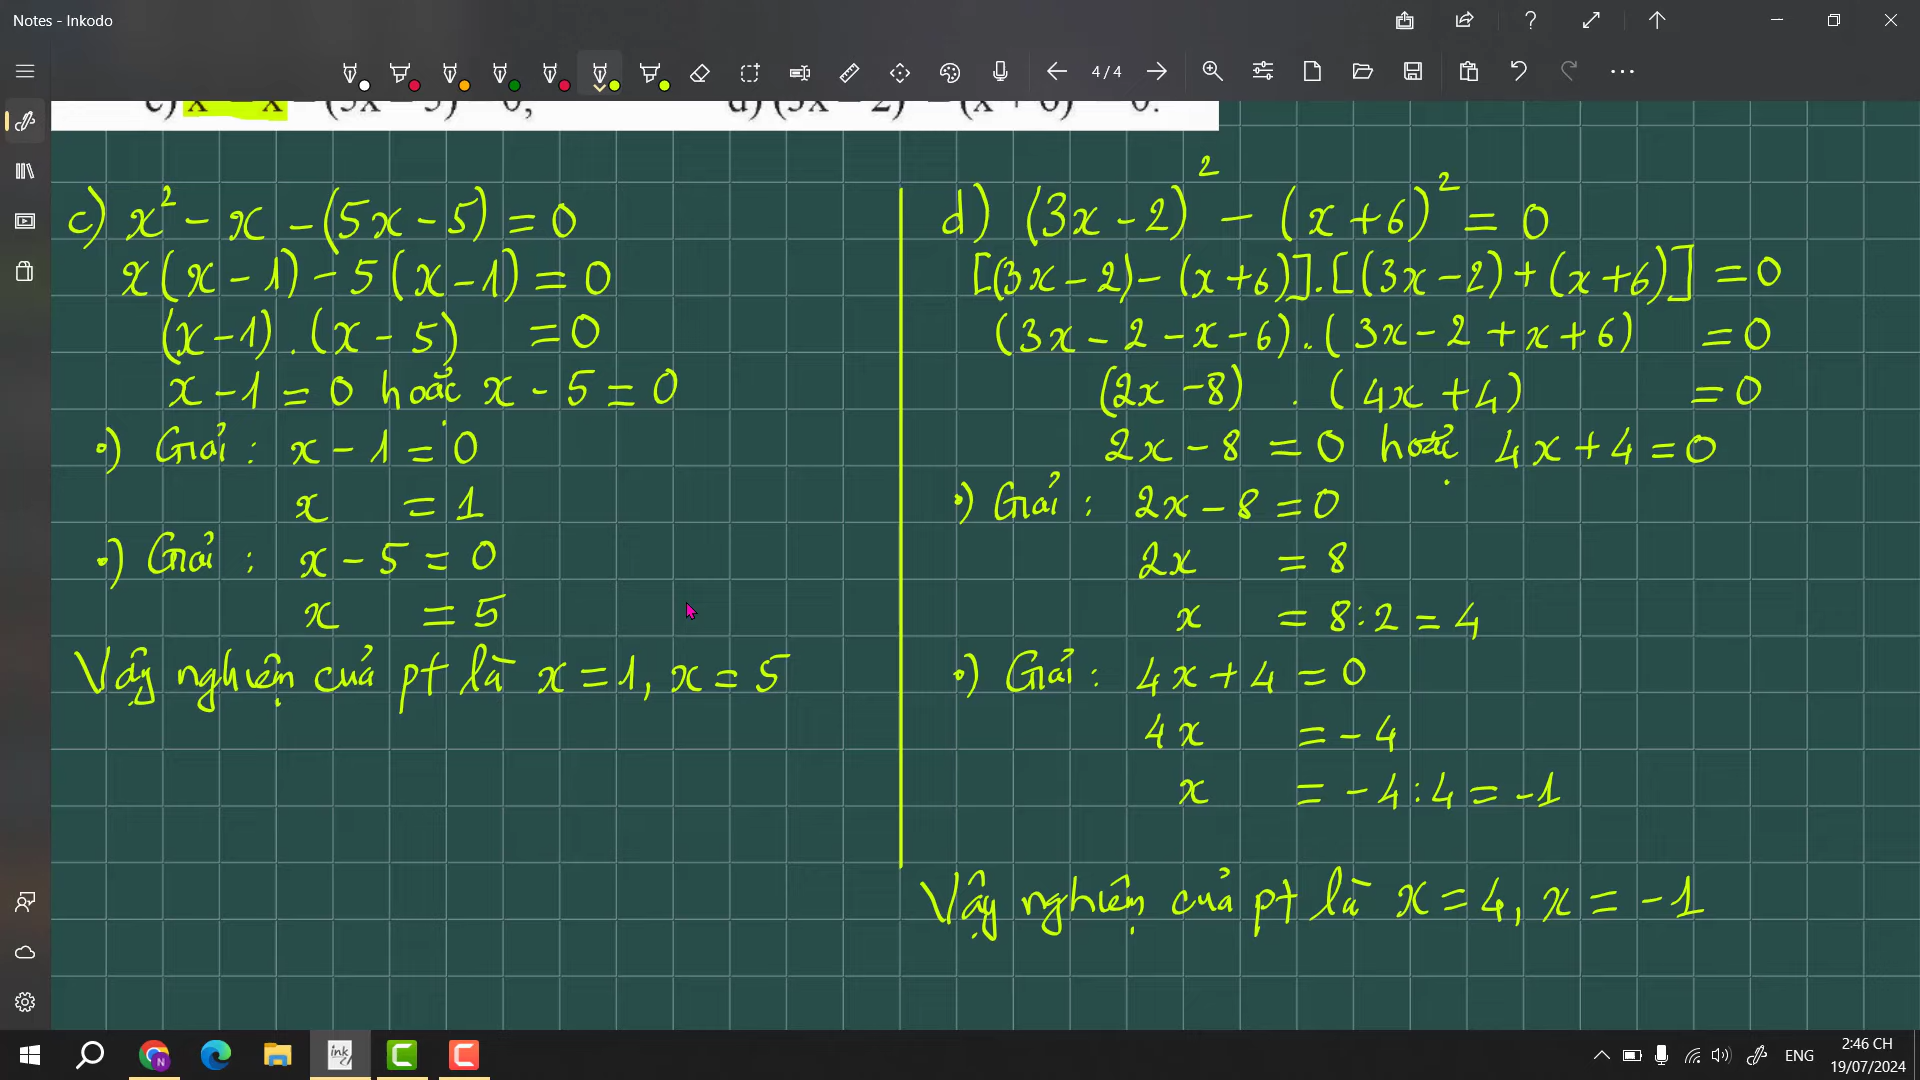 Notes - Inkodo
4 / 4
c) x² - x - (5x - 5) = 0
x(x - 1) - 5(x - 1) = 0
(x - 1) . (x - 5) = 0
x - 1 = 0 hoặc x - 5 = 0
•) Giải : x - 1 = 0
x = 1
•) Giải : x - 5 = 0
x = 5
Vậy nghiệm của pt là x = 1, x = 5
d) (3x - 2)² - (x + 6)² = 0
[(3x - 2) - (x + 6)] . [(3x - 2) + (x + 6)] = 0
(3x - 2 - x - 6) . (3x - 2 + x + 6) = 0
(2x - 8) . (4x + 4) = 0
2x - 8 = 0 hoặc 4x + 4 = 0
•) Giải : 2x - 8 = 0
2x = 8
x = 8 : 2 = 4
•) Giải : 4x + 4 = 0
4x = - 4
x = - 4 : 4 = -1
Vậy nghiệm của pt là x = 4, x = -1
ENG
2:46 CH
19/07/2024